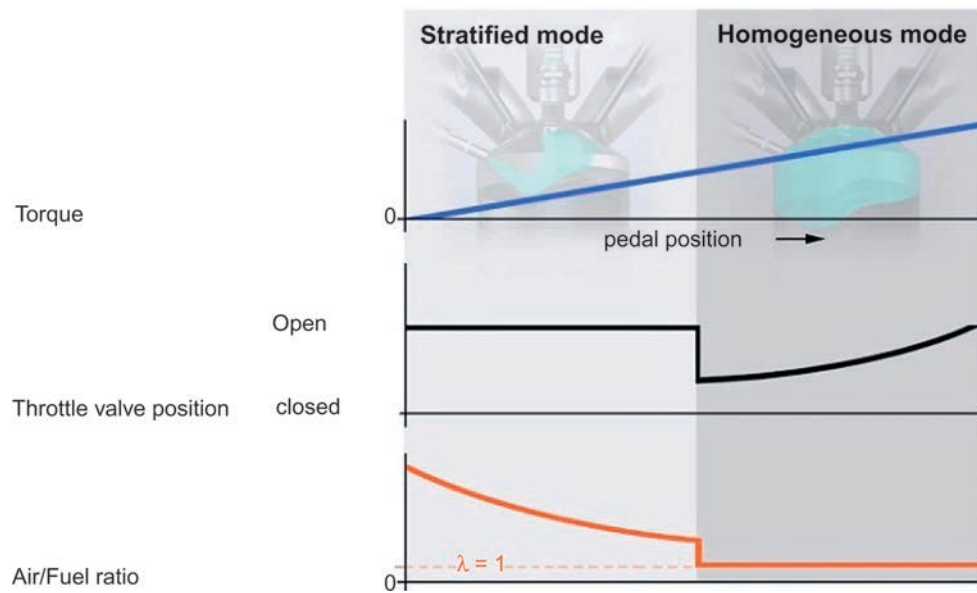 Stratified mode
Homogeneous mode
Torque
0
pedal position
Open
Throttle valve position
closed
λ = 1
Air/Fuel ratio
0